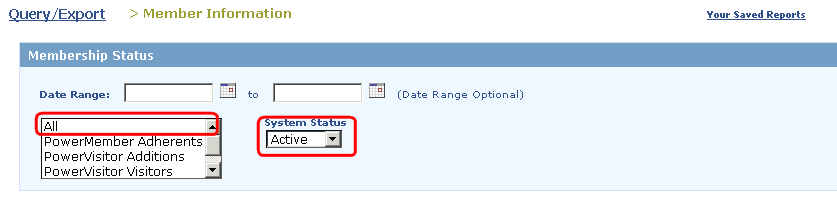 Query/Export > Member Information Your Saved Reports
Membership Status
Date Range: to (Date Range Optional)
System Status
All
Active
PowerMember Adherents
PowerVisitor Additions
PowerVisitor Visitors